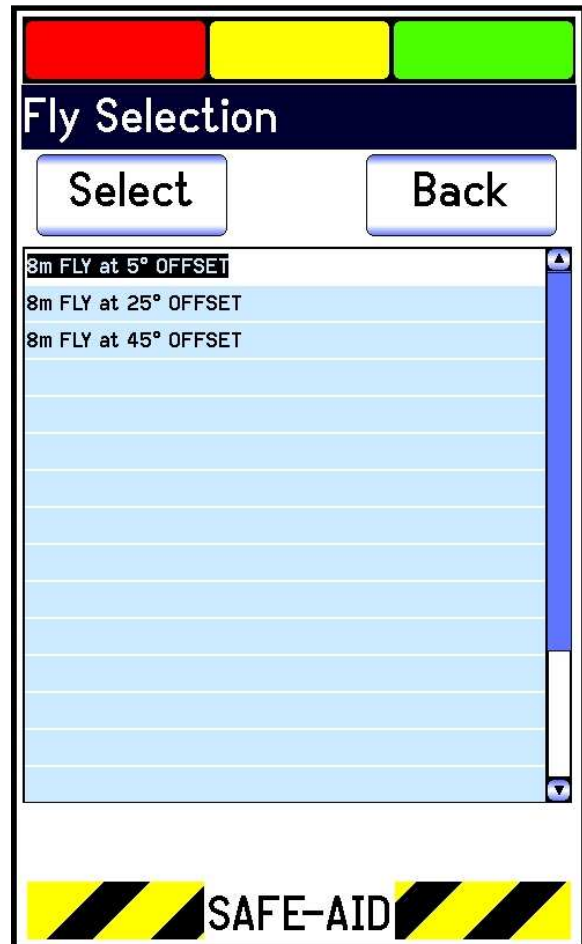 Fly Selection
Select Back
8m FLY at 5° OFFSET
8m FLY at 25° OFFSET
8m FLY at 45° OFFSET
SAFE-AID